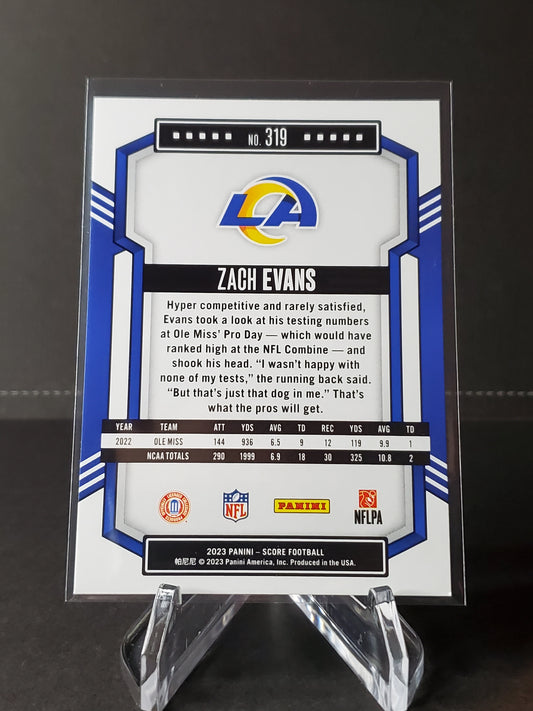 NO. 319
LA
ZACH EVANS
Hyper competitive and rarely satisfied,
Evans took a look at his testing numbers
at Ole Miss' Pro Day — which would have
ranked high at the NFL Combine — and
shook his head. “I wasn't happy with
none of my tests,” the running back said.
“But that's just that dog in me.” That's
what the pros will get.
YEAR TEAM ATT YDS AVG TD REC YDS AVG TD
2022 OLE MISS 144 936 6.5 9 12 119 9.9 1
NCAA TOTALS 290 1999 6.9 18 30 325 10.8 2
NFL PANINI NFLPA
2023 PANINI – SCORE FOOTBALL
帕尼尼 © 2023 Panini America, Inc. Produced in the USA.